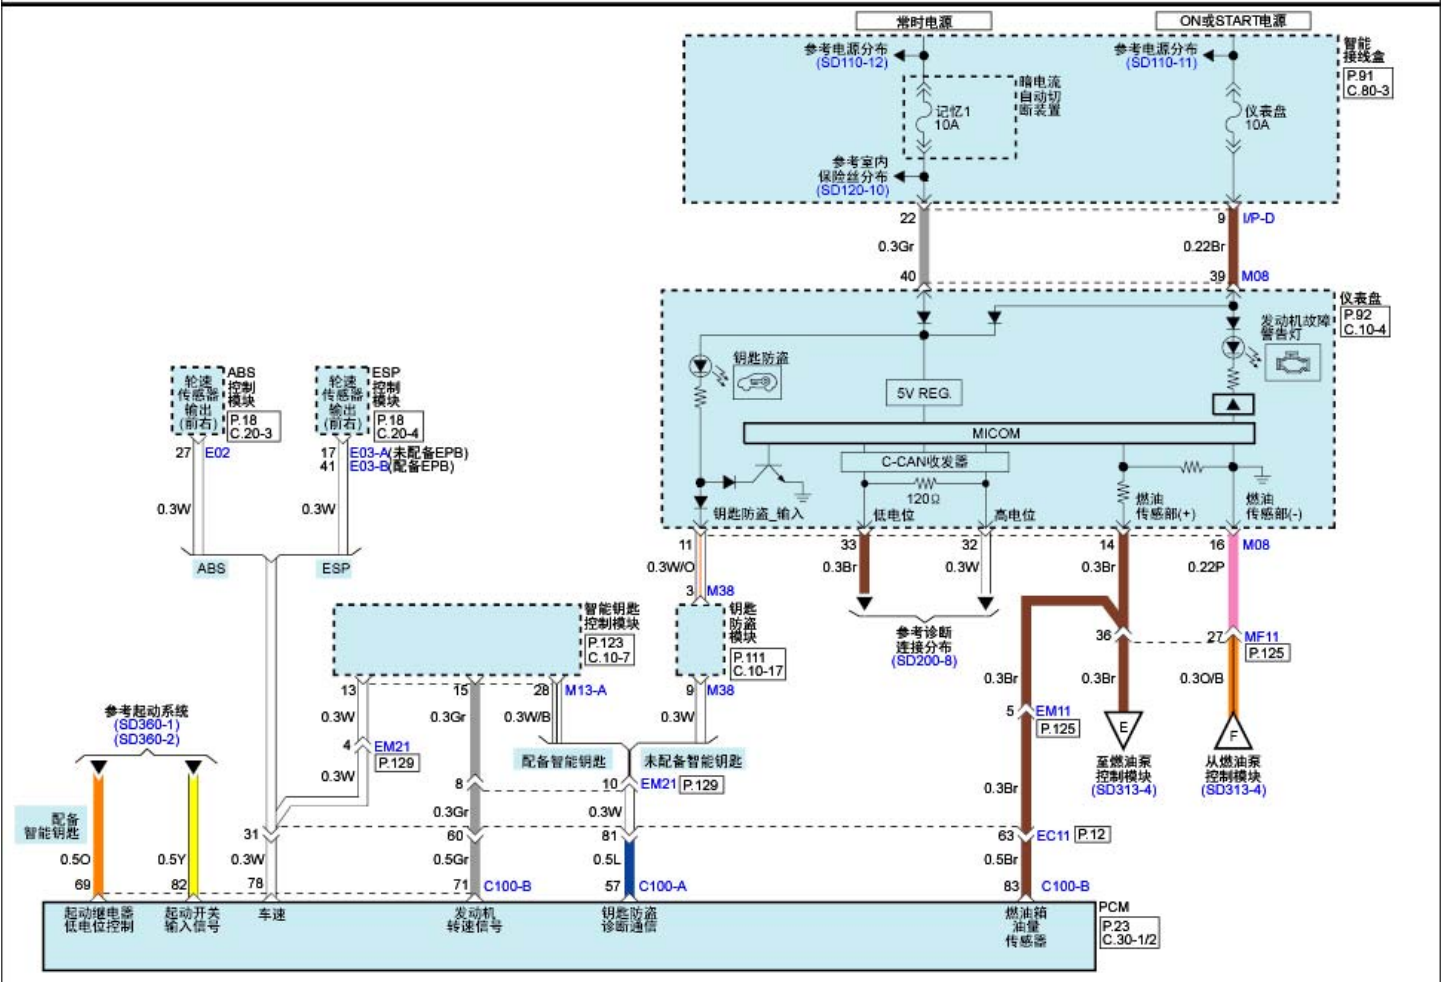 常时电源
ON或START电源
参考电源分布
(SD110-12)
参考电源分布
(SD110-11)
智能
接线盒
P.91
C.80-3
暗电流
自动切
断装置
记忆1
10A
仪表盘
10A
参考室内
保险丝分布
(SD120-10)
22
9
I/P-D
0.3Gr
0.22Br
40
39
M08
仪表盘
P.92
C.10-4
发动机故障
警告灯
钥匙防盗
5V REG.
MICOM
C-CAN收发器
120Ω
钥匙防盗_输入
低电位
高电位
燃油
传感部(+)
燃油
传感部(-)
轮速
传感器
输出
(前右)
ABS
控制
模块
P.18
C.20-3
轮速
传感器
输出
(前右)
ESP
控制
模块
P.18
C.20-4
27
E02
17
E03-A(未配备EPB)
41
E03-B(配备EPB)
0.3W
0.3W
ABS
ESP
11
33
32
14
16
M08
0.3W/O
0.3Br
0.3W
0.3Br
0.22P
3
M38
参考诊断
连接分布
(SD200-8)
智能钥匙
控制模块
P.123
C.10-7
钥匙
防盗
模块
P.111
C.10-17
36
27
MF11
P.125
0.3Br
0.3Br
0.3O/B
13
15
28
M13-A
9
M38
0.3W
0.3Gr
0.3W/B
0.3W
5
EM11
P.125
E
F
至燃油泵
控制模块
(SD313-4)
从燃油泵
控制模块
(SD313-4)
参考起动系统
(SD360-1)
(SD360-2)
4
EM21
P.129
配备智能钥匙
未配备智能钥匙
0.3W
8
10
EM21
P.129
0.3Br
0.3Gr
0.3W
配备
智能钥匙
31
60
81
63
EC11
P.12
0.5O
0.5Y
0.3W
0.5Gr
0.5L
0.5Br
69
82
78
71
C100-B
57
C100-A
83
C100-B
起动继电器
低电位控制
起动开关
输入信号
车速
发动机
转速信号
钥匙防盗
诊断通信
燃油箱
油量
传感器
PCM
P.23
C.30-1/2